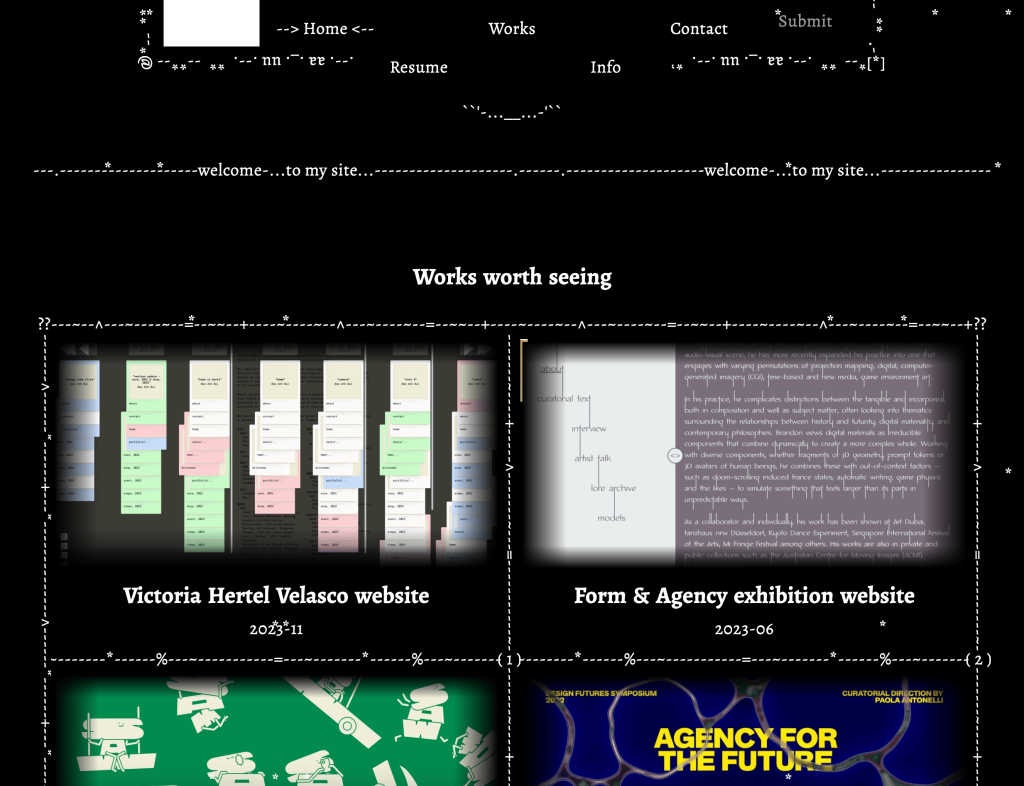 --> Home <--
Works
Contact
Submit
Resume
Info
---.------------------welcome-...to my site...----------------------.------.----------------------welcome-...to my site...-----------------
Works worth seeing
about
curatorial text
interview
artist talk
lore archive
models
audio-visual scene, he has more recently expanded his practice into one that
engages with varying permutations of projection mapping, digital, computer-
generated imagery (CGI), time-based and new media, game environment art.
In his practice, he complicates distinctions between the tangible and incorporeal,
both in composition and well as subject matter, often looking into thematics
surrounding the relationships between history and futurity, digital materiality and
contemporary philosophies. Brandon views digital materials as irreducible
components that combine dynamically to create a more complex whole. Working
with diverse components, whether fragments of 3D geometry, prompt tokens or
3D avatars of human beings, he combines these with out-of-context factors –
such as doom-scrolling induced trance states, automatic writing, game physics
and the likes – to simulate something that feels larger than its parts in
unpredictable ways.
As a collaborator and individually, his work has been shown at Art Dubai,
tanzhaus nrw Düsseldorf, Kyoto Dance Experiment, Singapore International Festival
of the Arts, Mi Fringe Festival among others. His works are also in private and
public collections such as the Australian Centre for Moving Images (ACMI).
Victoria Hertel Velasco website
2023-11
Form & Agency exhibition website
2023-06
( 1 )
( 2 )
DESIGN FUTURES SYMPOSIUM
2022
CURATORIAL DIRECTION BY
PAOLA ANTONELLI
AGENCY FOR
THE FUTURE